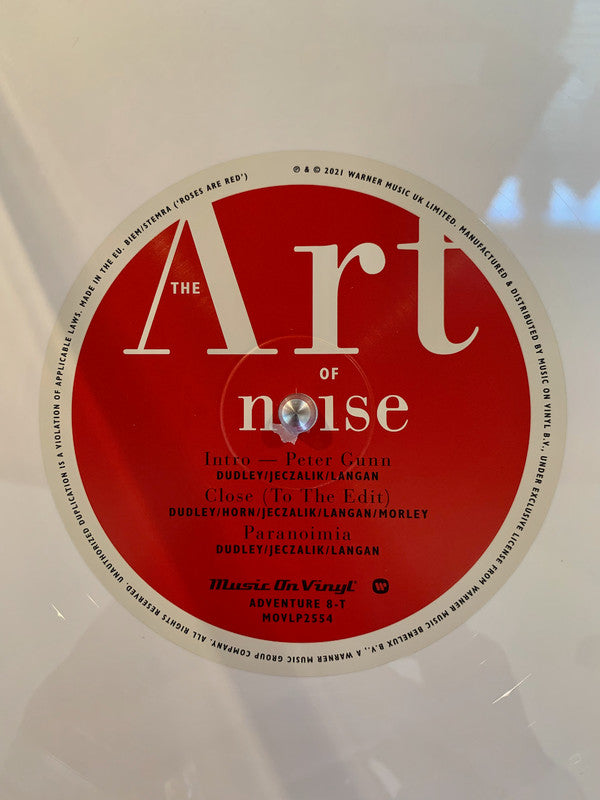 THE
Art
OF
noise
Intro — Peter Gunn
DUDLEY/JECZALIK/LANGAN
Close (To The Edit)
DUDLEY/HORN/JECZALIK/LANGAN/MORLEY
Paranoimia
DUDLEY/JECZALIK/LANGAN
Music On Vinyl®
ADVENTURE 8-T
MOVLP2554
℗ & © 2021 WARNER MUSIC UK LIMITED. MANUFACTURED & DISTRIBUTED BY MUSIC ON VINYL B.V., UNDER EXCLUSIVE LICENSE FROM WARNER MUSIC BENELUX B.V., A WARNER MUSIC GROUP COMPANY. ALL RIGHTS RESERVED. UNAUTHORIZED DUPLICATION IS A VIOLATION OF APPLICABLE LAWS. MADE IN THE EU. BIEM/STEMRA ('ROSES ARE RED')